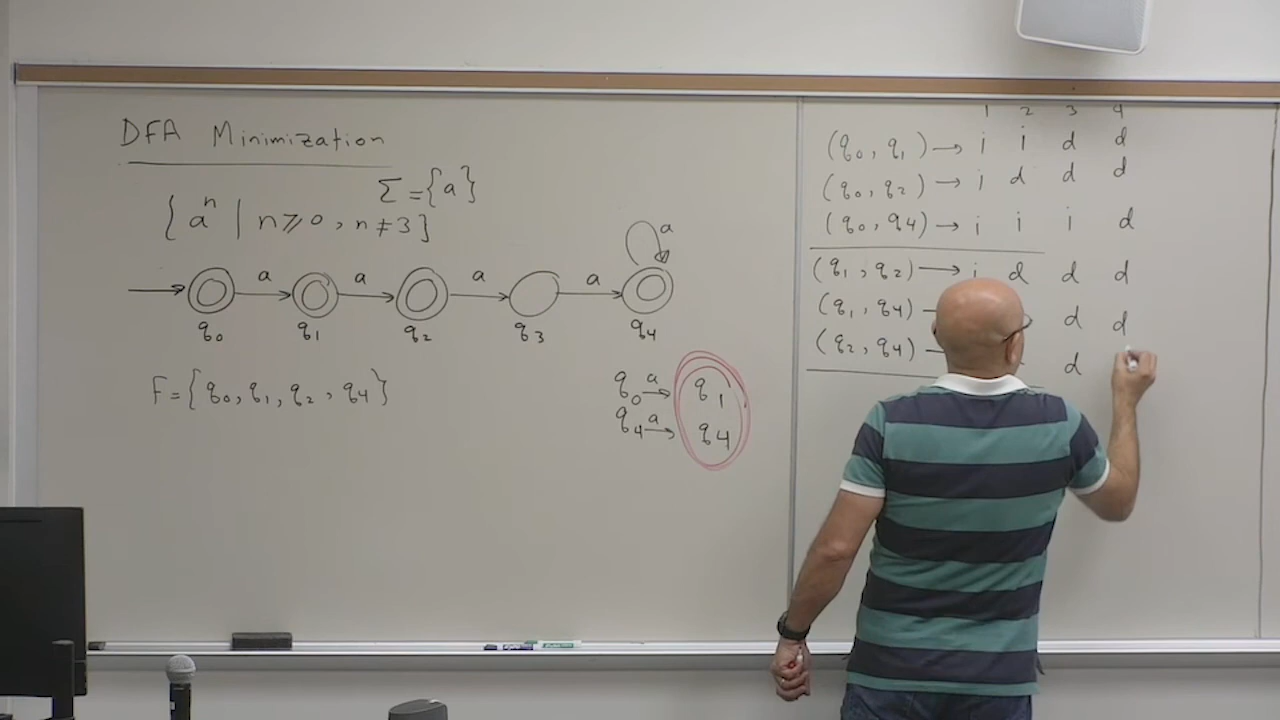 DFA Minimization
Σ = {a}
{aⁿ | n ⩾ 0, n ≠ 3}
a
a a a a
q₀ q₁ q₂ q₃ q₄
F = {q₀, q₁, q₂, q₄}
q₀ →ᵃ q₁
q₄ →ᵃ q₄
1 2 3 4
(q₀, q₁) → i i d d
(q₀, q₂) → i d d d
(q₀, q₄) → i i i d
(q₁, q₂) → i d d d
(q₁, q₄) d d
(q₂, q₄) d